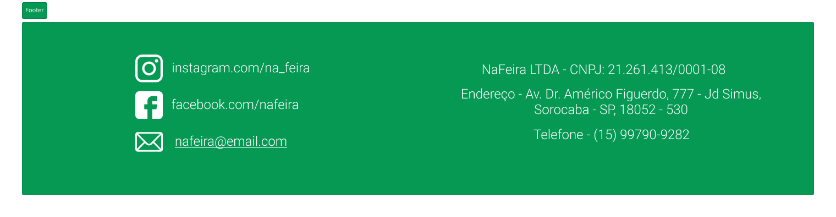 Footer
instagram.com/na_feira
facebook.com/nafeira
nafeira@email.com
NaFeira LTDA - CNPJ: 21.261.413/0001-08
Endereço - Av. Dr. Américo Figuerdo, 777 - Jd Simus,
Sorocaba - SP, 18052 - 530
Telefone - (15) 99790-9282